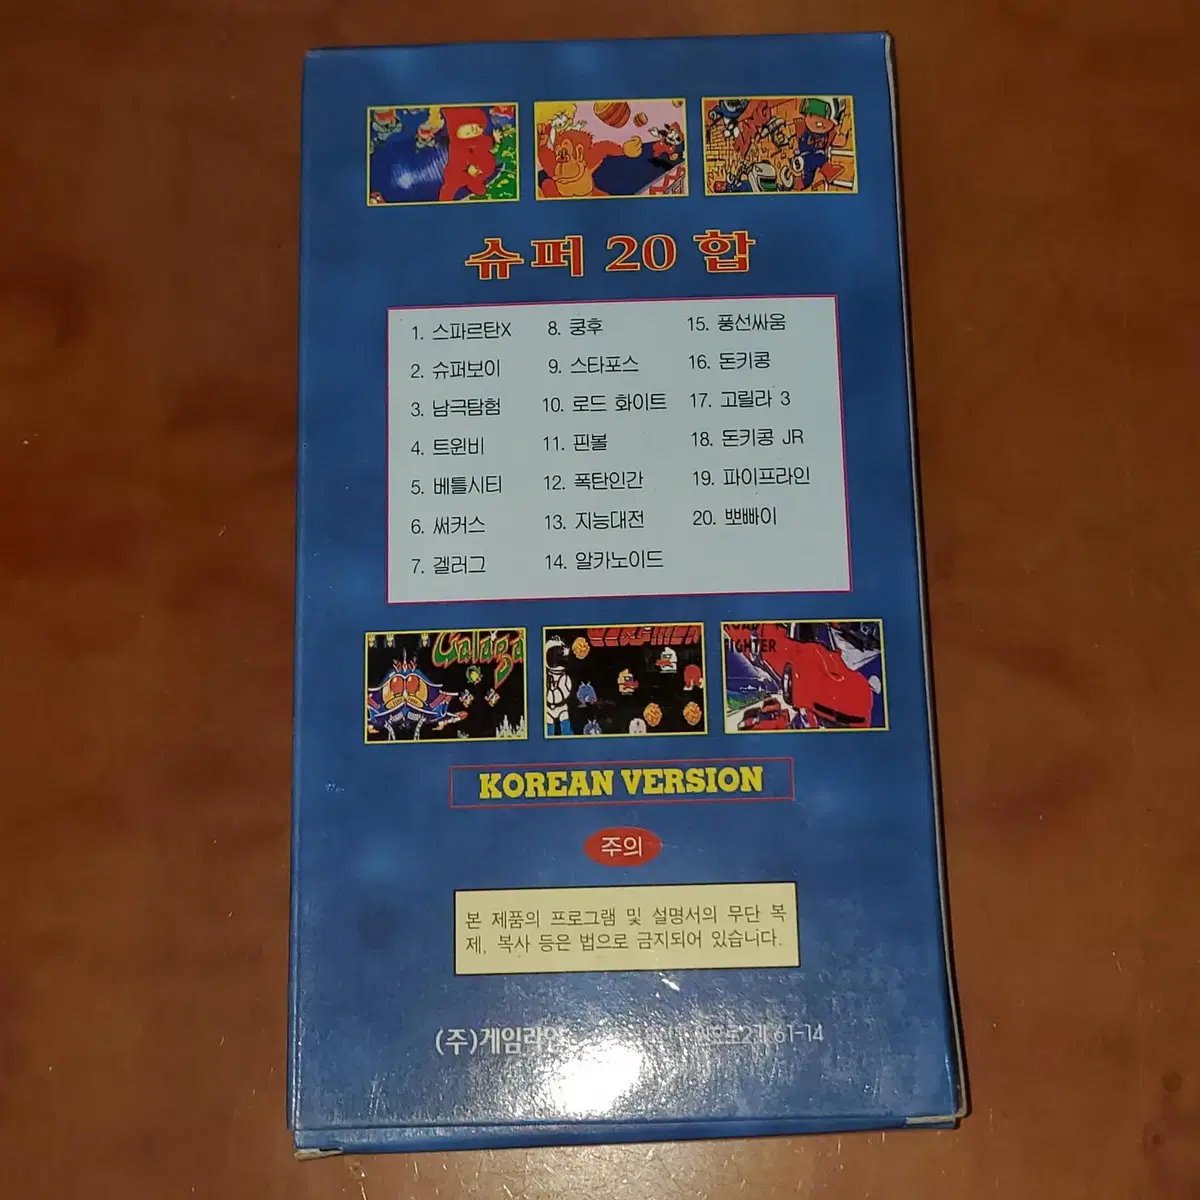 슈퍼 20 합
1. 스파르탄X
2. 슈퍼보이
3. 남극탐험
4. 트윈비
5. 베틀시티
6. 써커스
7. 겔러그
8. 쿵후
9. 스타포스
10. 로드 화이트
11. 핀볼
12. 폭탄인간
13. 지능대전
14. 알카노이드
15. 풍선싸움
16. 돈키콩
17. 고릴라 3
18. 돈키콩 JR
19. 파이프라인
20. 뽀빠이
Galaga
ROAD
FIGHTER
KOREAN VERSION
주의
본 제품의 프로그램 및 설명서의 무단 복
제, 복사 등은 법으로 금지되어 있습니다.
(주)게임라인 61-14